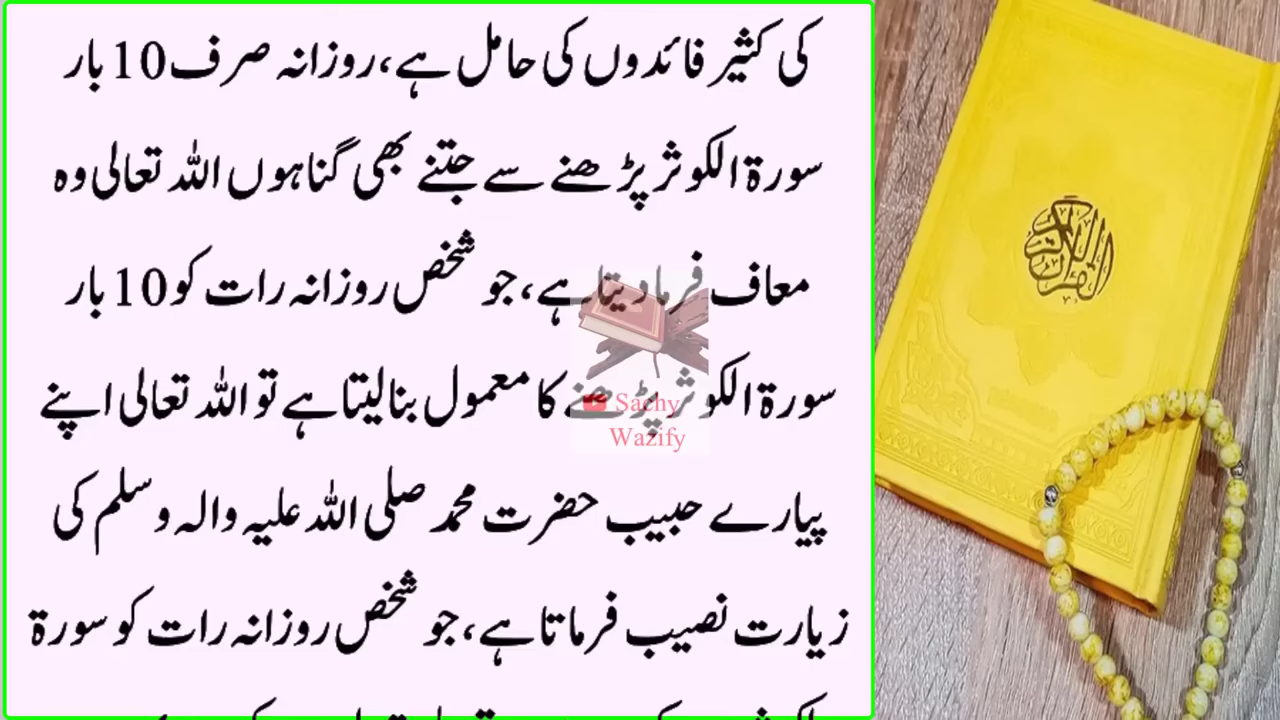 کی کثیر فائدوں کی حامل ہے،روزانہ صرف 10 بار
سورۃ الکوثر پڑھنے سے جتنے بھی گناہوں اللہ تعالی وہ
معاف فرمادیتاہے،جو شخص روزانہ رات کو 10 بار
سورۃ الکوثر پڑھنے کا معمول بنالیتا ہے تو اللہ تعالی اپنے
پیارے حبیب حضرت محمد صلی اللہ علیہ والہ وسلم کی
زیارت نصیب فرماتا ہے،جو شخص روزانہ رات کو سورۃ
Sachy
Wazify
القرآن الكريم